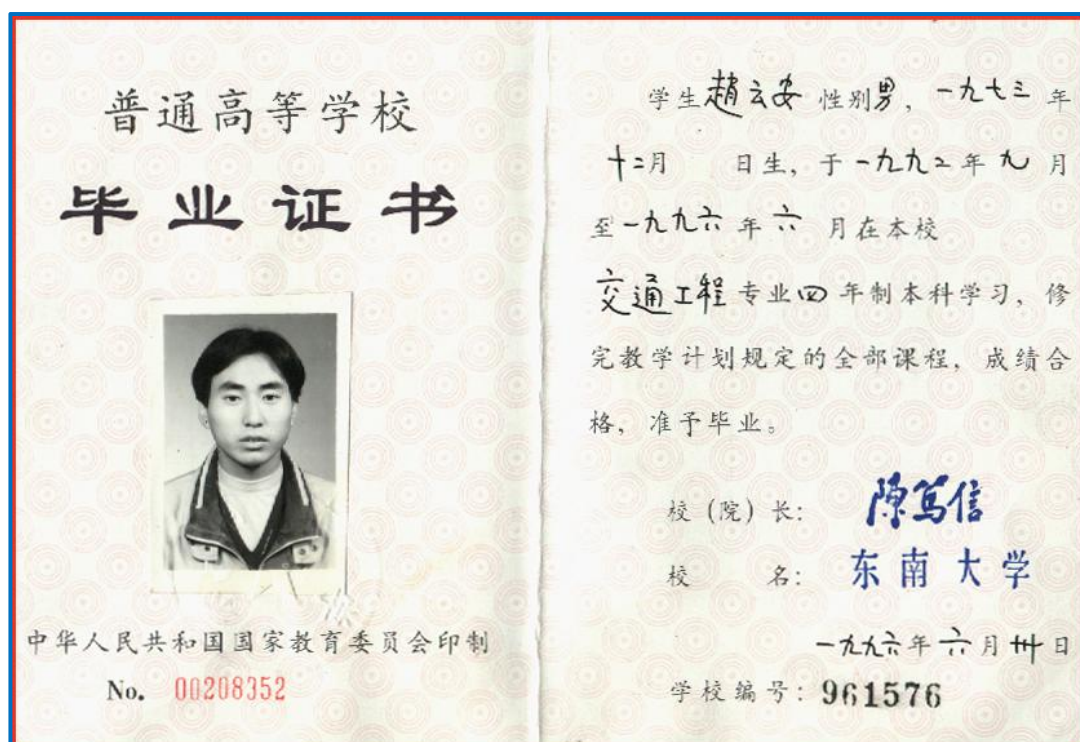 普通高等学校
毕业证书
中华人民共和国国家教育委员会印制
No. 00208352
学生趙云安 性别男，一九七三 年
十二月 日生，于一九九二年九月
至一九九六年六 月在本校
交通工程专业四年制本科学习，修
完教学计划规定的全部课程，成绩合
格，准予毕业。
校（院）长： 陈笃信
校 名： 东南大学
一九九六年六月卅日
学校编号：961576